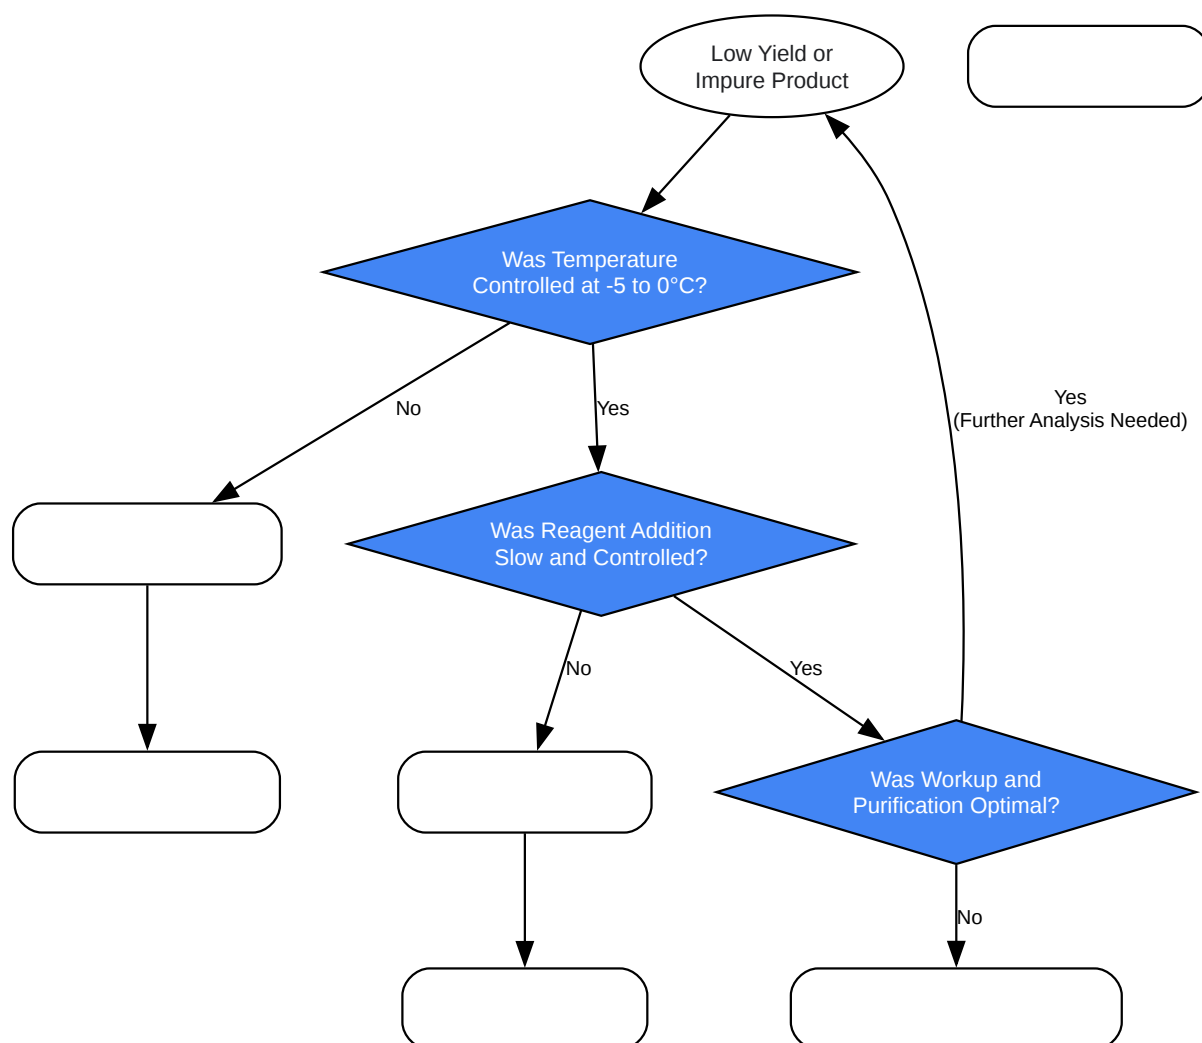 Low Yield or
Impure Product
Was Temperature
Controlled at -5 to 0°C?
No
Yes
Yes
(Further Analysis Needed)
Was Reagent Addition
Slow and Controlled?
No
Yes
Was Workup and
Purification Optimal?
No